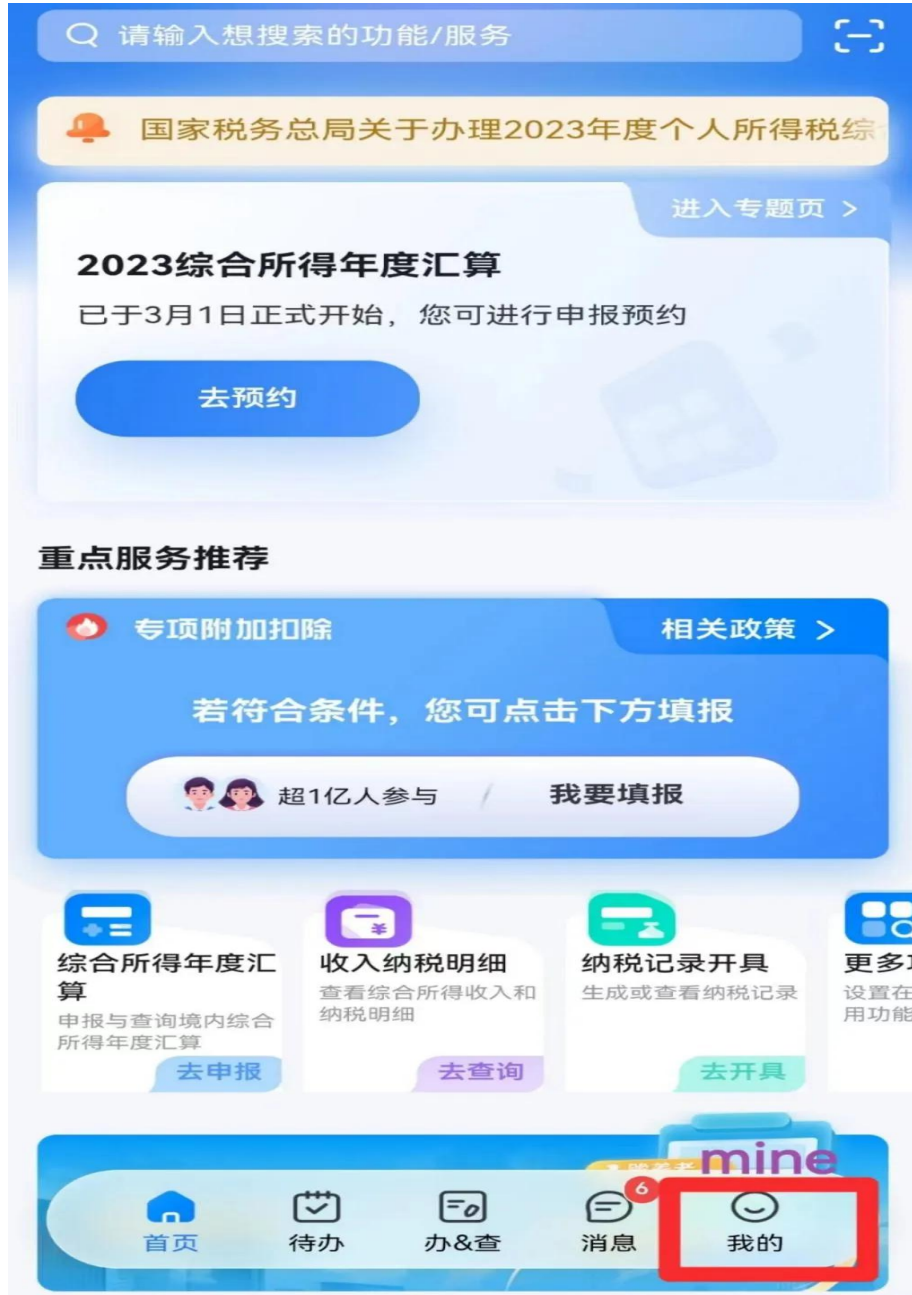 请输入想搜索的功能/服务
国家税务总局关于办理2023年度个人所得税综
进入专题页 >
2023综合所得年度汇算
已于3月1日正式开始，您可进行申报预约
去预约
重点服务推荐
专项附加扣除
相关政策 >
若符合条件，您可点击下方填报
超1亿人参与 / 我要填报
综合所得年度汇
算
申报与查询境内综合
所得年度汇算
去申报
收入纳税明细
查看综合所得收入和
纳税明细
去查询
纳税记录开具
生成或查看纳税记录
去开具
更多
设置在
用功能
mine
6
首页
待办
办&查
消息
我的